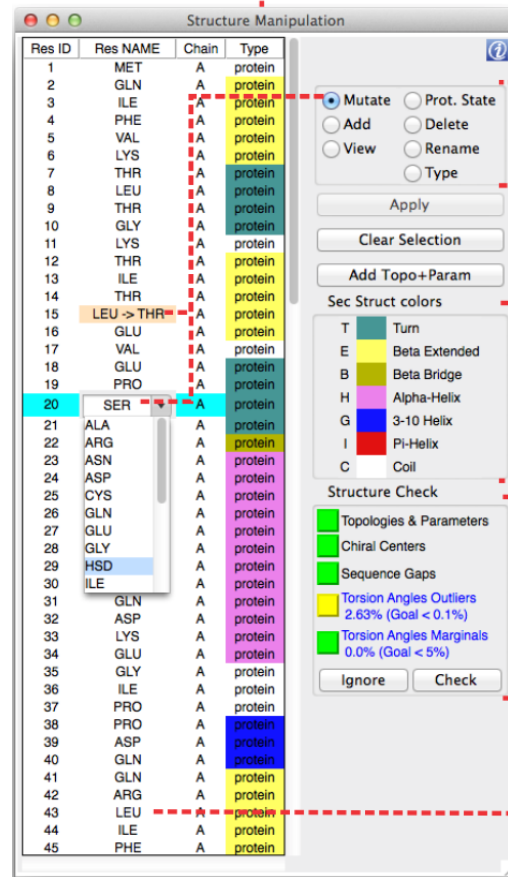 Structure Manipulation
Res ID Res NAME Chain Type
1 MET A protein
2 GLN A protein
3 ILE A protein
4 PHE A protein
5 VAL A protein
6 LYS A protein
7 THR A protein
8 LEU A protein
9 THR A protein
10 GLY A protein
11 LYS A protein
12 THR A protein
13 ILE A protein
14 THR A protein
15 LEU -> THR A protein
16 GLU A protein
17 VAL A protein
18 GLU A protein
19 PRO A protein
20 SER A protein
21 ALA A protein
22 ARG A protein
23 ASN A protein
24 ASP A protein
25 CYS A protein
26 GLN A protein
27 GLU A protein
28 GLY A protein
29 HSD A protein
30 ILE A protein
31 GLN A protein
32 ASP A protein
33 LYS A protein
34 GLU A protein
35 GLY A protein
36 ILE A protein
37 PRO A protein
38 PRO A protein
39 ASP A protein
40 GLN A protein
41 GLN A protein
42 ARG A protein
43 LEU A protein
44 ILE A protein
45 PHE A protein
i
Mutate Prot. State
Add Delete
View Rename
Type
Apply
Clear Selection
Add Topo+Param
Sec Struct colors
T Turn
E Beta Extended
B Beta Bridge
H Alpha-Helix
G 3-10 Helix
I Pi-Helix
C Coil
Structure Check
Topologies & Parameters
Chiral Centers
Sequence Gaps
Torsion Angles Outliers
2.63% (Goal < 0.1%)
Torsion Angles Marginals
0.0% (Goal < 5%)
Ignore Check